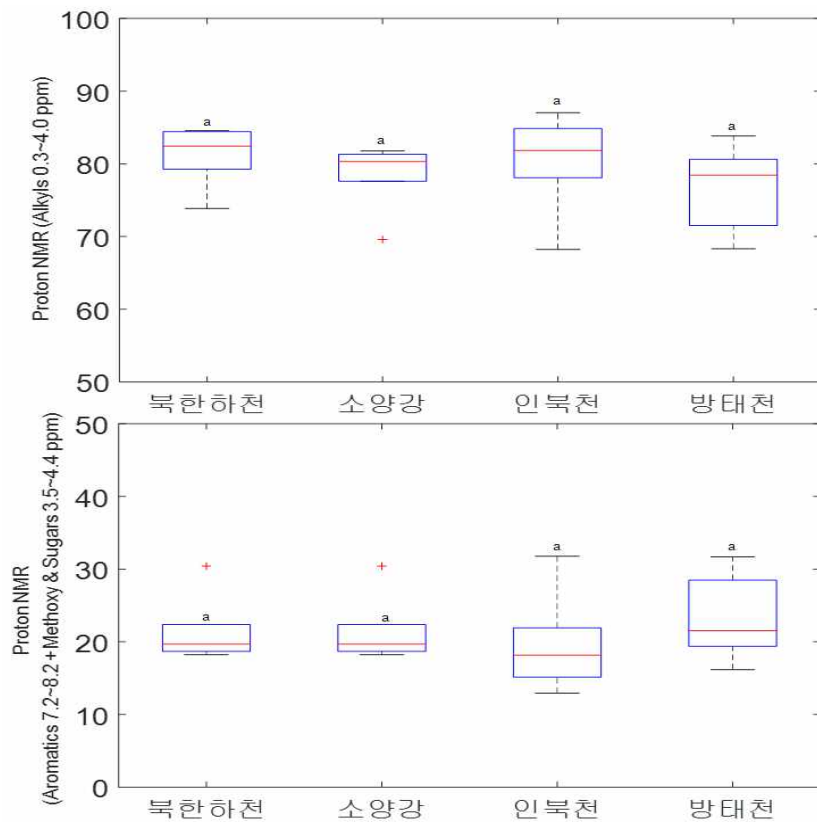 Proton NMR (Alkyls 0.3~4.0 ppm)
100
90
80
70
60
50
a
a
a
a
북한하천
소양강
인북천
방태천
Proton NMR
(Aromatics 7.2~8.2 + Methoxy & Sugars 3.5~4.4 ppm)
50
40
30
20
10
0
a
a
a
a
북한하천
소양강
인북천
방태천